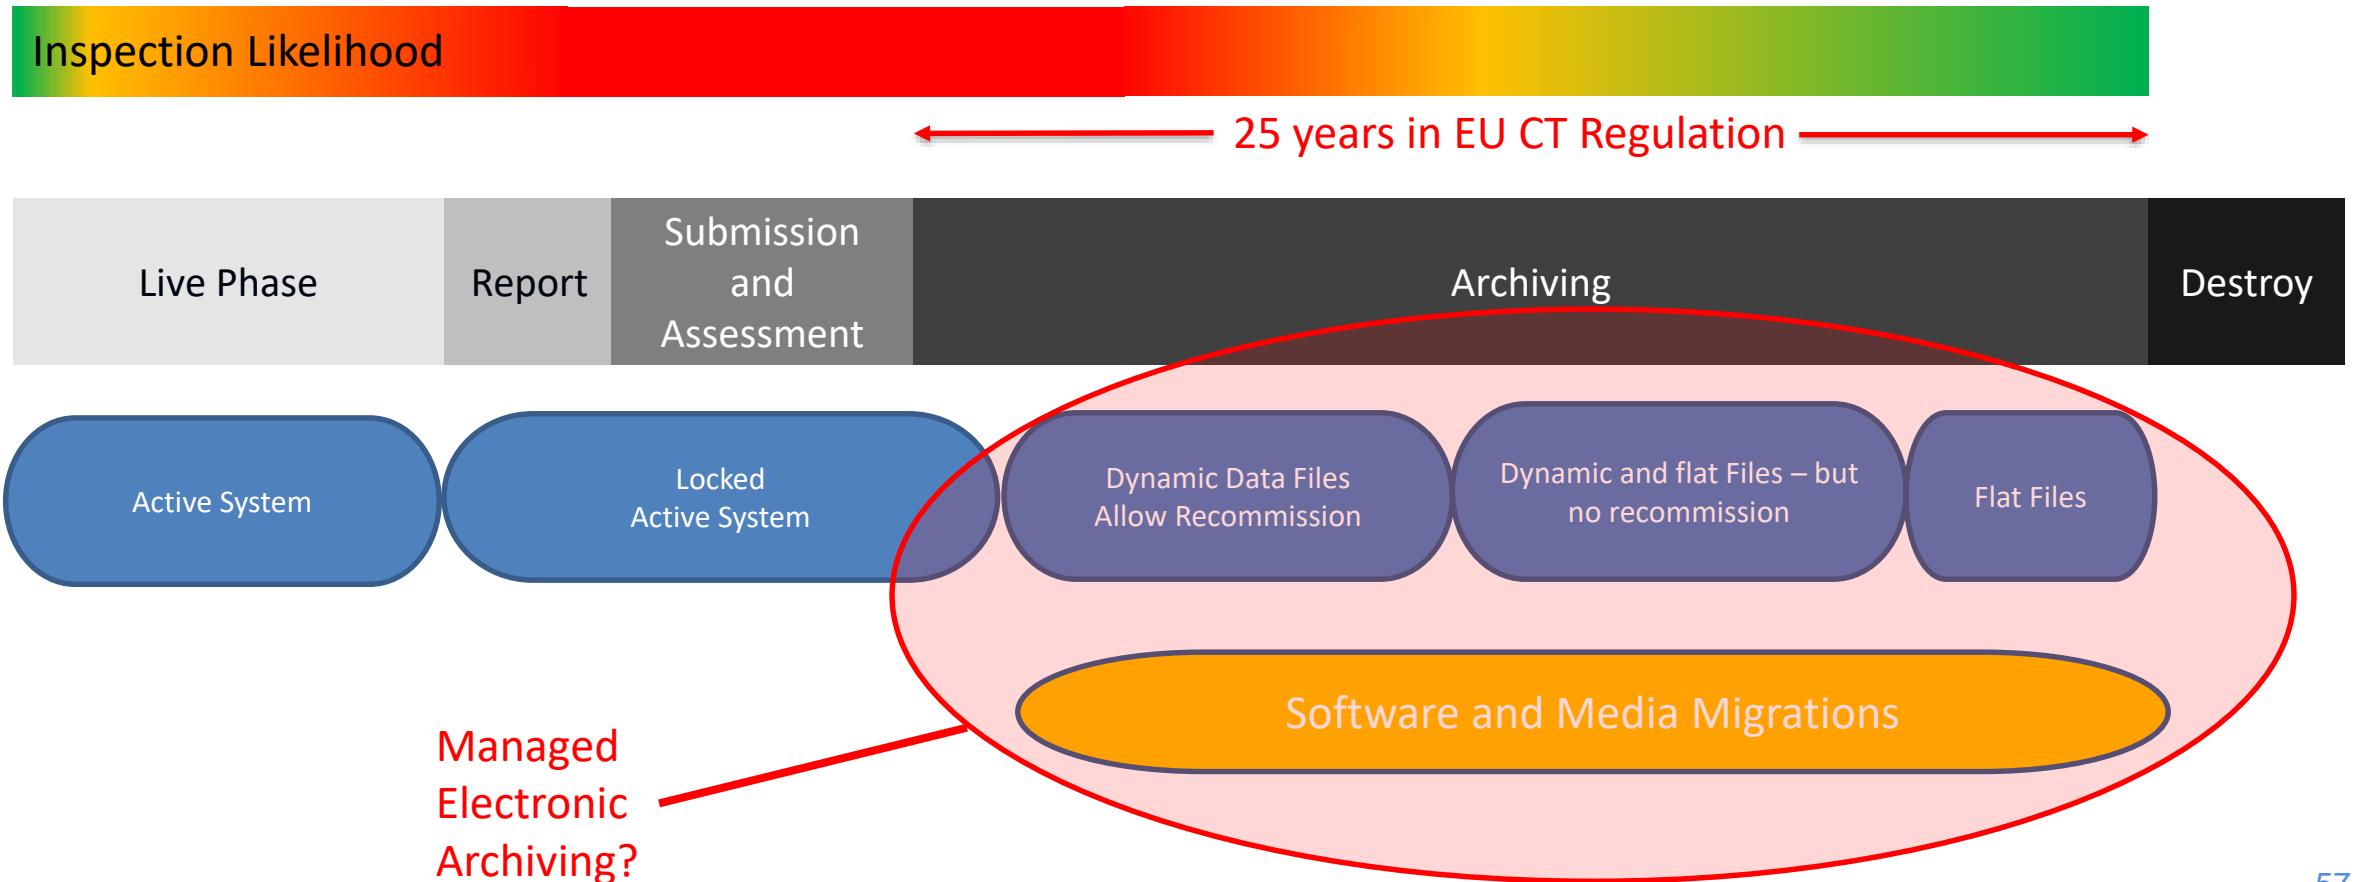 Inspection Likelihood
25 years in EU CT Regulation
Live Phase
Report
Submission
and
Assessment
Archiving
Destroy
Active System
Locked
Active System
Dynamic Data Files
Allow Recommission
Dynamic and flat Files – but
no recommission
Flat Files
Software and Media Migrations
Managed
Electronic
Archiving?
57